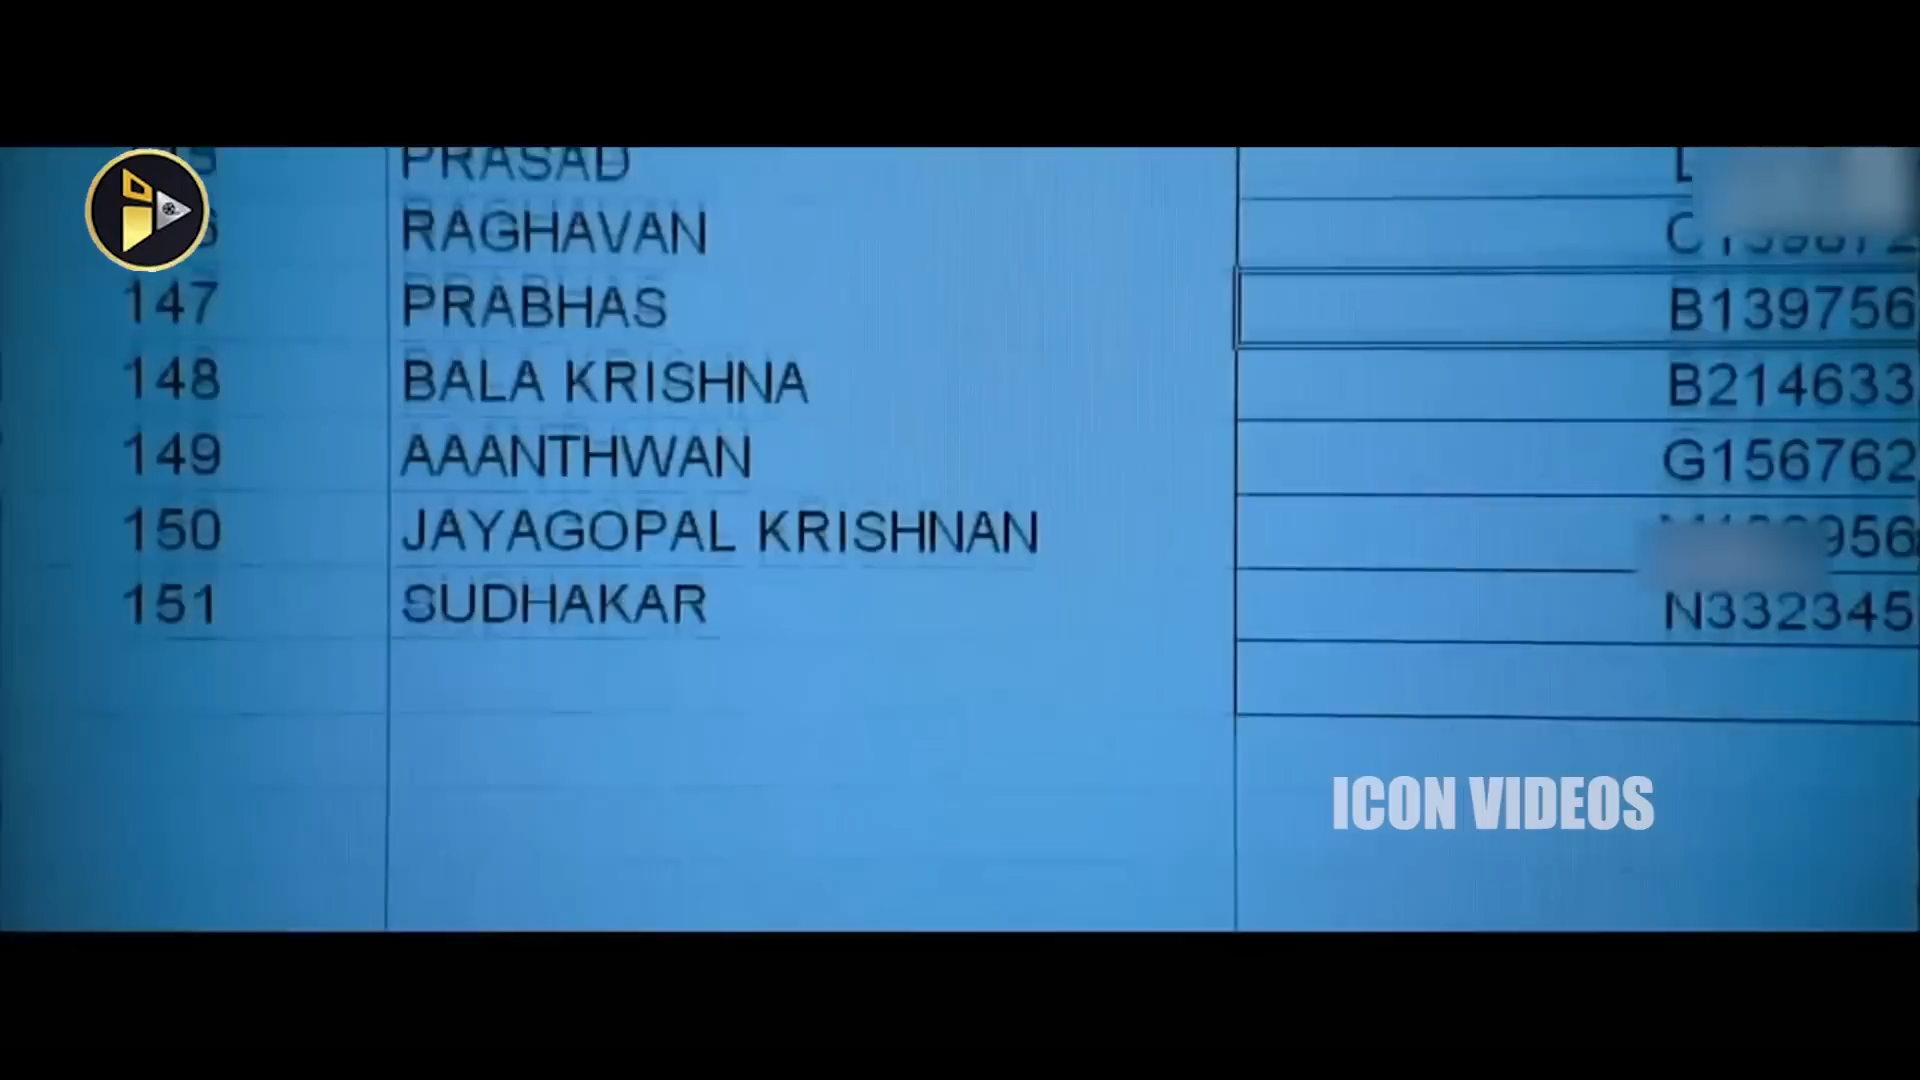 PRASAD
RAGHAVAN
147 PRABHAS B139756
148 BALA KRISHNA B214633
149 AAANTHWAN G156762
150 JAYAGOPAL KRISHNAN
151 SUDHAKAR N332345
ICON VIDEOS